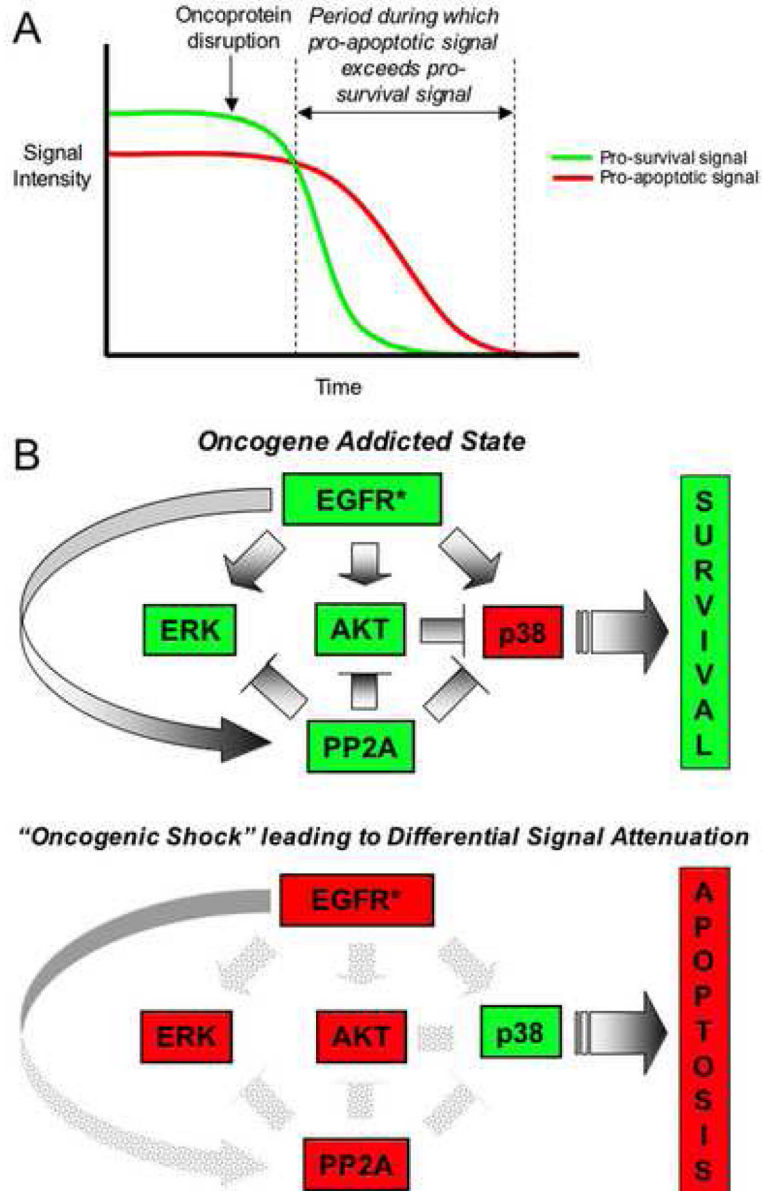 A
Oncoprotein
disruption
Period during which
pro-apoptotic signal
exceeds pro-
survival signal
Signal
Intensity
Pro-survival signal
Pro-apoptotic signal
Time
B
Oncogene Addicted State
EGFR*
ERK
AKT
p38
PP2A
SURVIVAL
“Oncogenic Shock” leading to Differential Signal Attenuation
EGFR*
ERK
AKT
p38
PP2A
APOPTOSIS